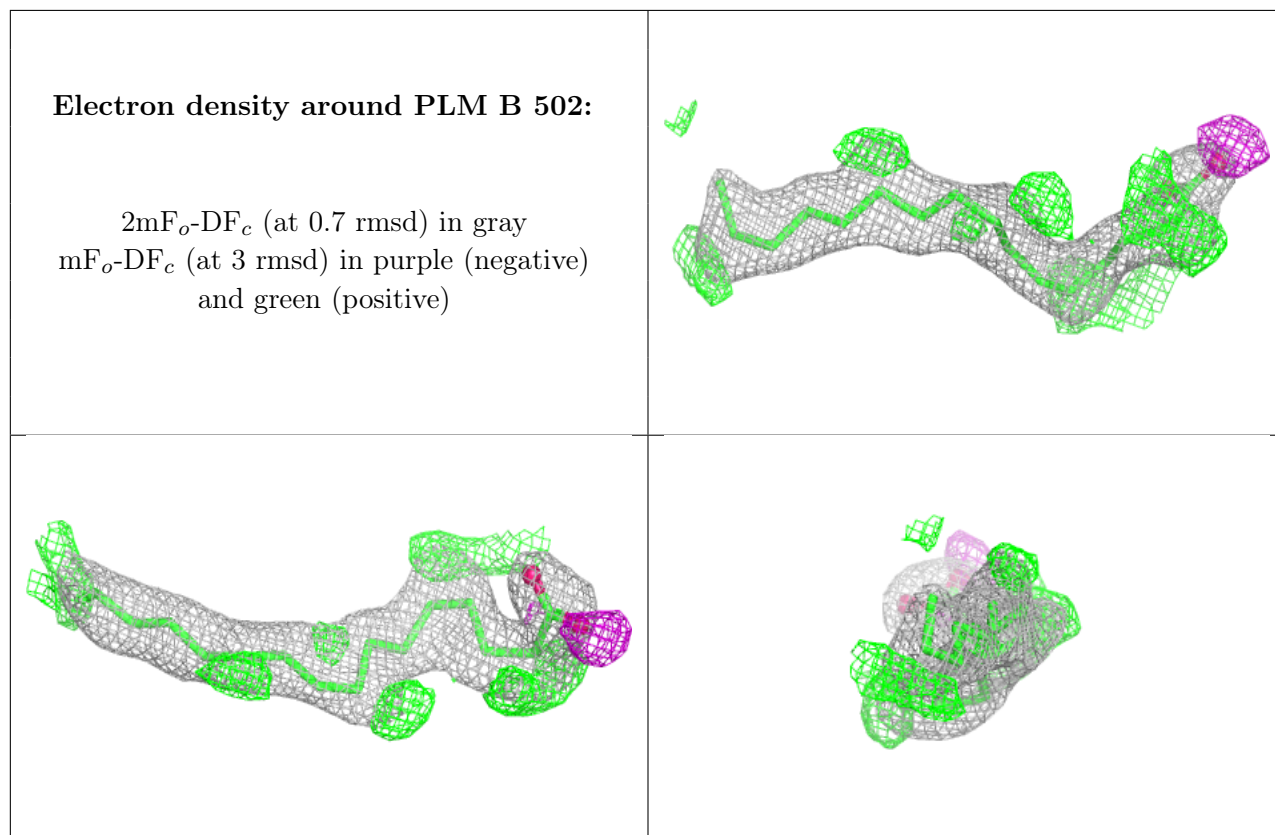 Electron density around PLM B 502:
2mFo-DFc (at 0.7 rmsd) in gray
mFo-DFc (at 3 rmsd) in purple (negative)
and green (positive)